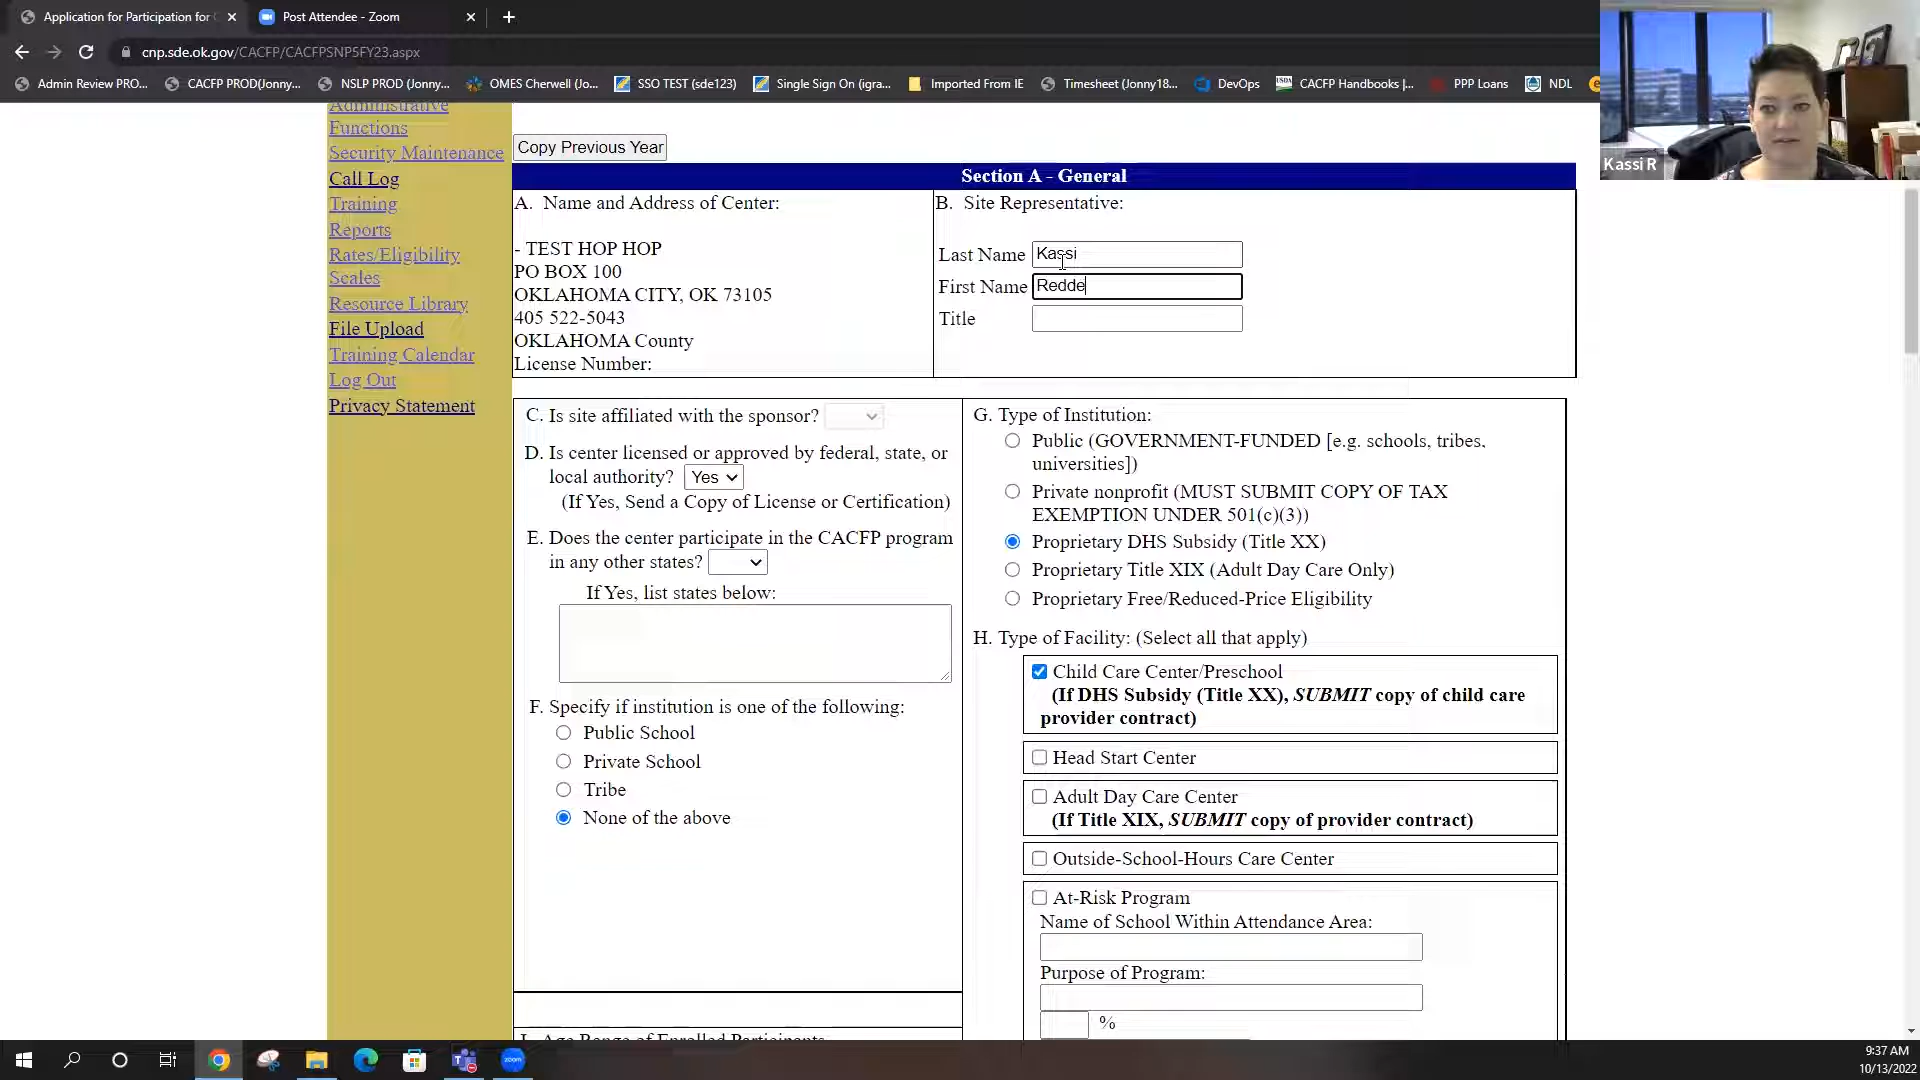 Application for Participation for
Post Attendee - Zoom
cnp.sde.ok.gov/CACFP/CACFPSNP5FY23.aspx
Admin Review PRO...
CACFP PROD(Jonny...
NSLP PROD (Jonny...
OMES Cherwell (Jo...
SSO TEST (sde123)
Single Sign On (igra...
Imported From IE
Timesheet (Jonny18...
DevOps
CACFP Handbooks |...
PPP Loans
NDL
Kassi R
Administrative
Functions
Security Maintenance
Call Log
Training
Reports
Rates/Eligibility
Scales
Resource Library
File Upload
Training Calendar
Log Out
Privacy Statement
Copy Previous Year
Section A - General
A. Name and Address of Center:
- TEST HOP HOP
PO BOX 100
OKLAHOMA CITY, OK 73105
405 522-5043
OKLAHOMA County
License Number:
B. Site Representative:
Last Name Kassi
First Name Redde
Title
C. Is site affiliated with the sponsor?
D. Is center licensed or approved by federal, state, or
local authority? Yes
(If Yes, Send a Copy of License or Certification)
E. Does the center participate in the CACFP program
in any other states?
If Yes, list states below:
F. Specify if institution is one of the following:
Public School
Private School
Tribe
None of the above
G. Type of Institution:
Public (GOVERNMENT-FUNDED [e.g. schools, tribes,
universities])
Private nonprofit (MUST SUBMIT COPY OF TAX
EXEMPTION UNDER 501(c)(3))
Proprietary DHS Subsidy (Title XX)
Proprietary Title XIX (Adult Day Care Only)
Proprietary Free/Reduced-Price Eligibility
H. Type of Facility: (Select all that apply)
Child Care Center/Preschool
(If DHS Subsidy (Title XX), SUBMIT copy of child care
provider contract)
Head Start Center
Adult Day Care Center
(If Title XIX, SUBMIT copy of provider contract)
Outside-School-Hours Care Center
At-Risk Program
Name of School Within Attendance Area:
Purpose of Program:
%
I. Age Range of Enrolled Participants
zoom
9:37 AM
10/13/2022